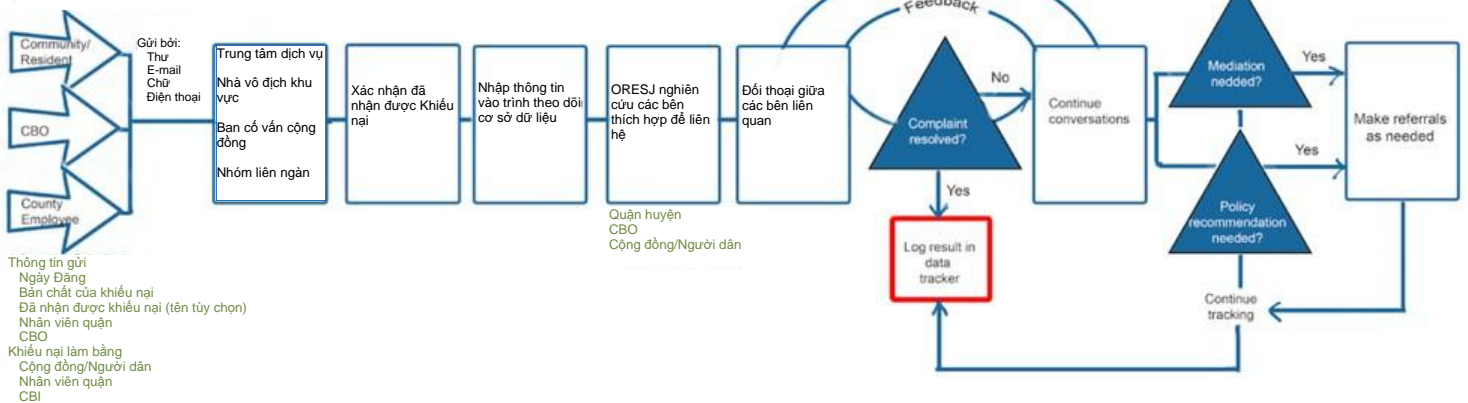 Community/
Resident
CBO
County
Employee
Gửi bởi:
Thư
E-mail
Chữ
Điện thoại
Trung tâm dịch vụ
Nhà vô địch khu
vực
Ban cố vấn cộng
đồng
Nhóm liên ngàn
Xác nhận đã
nhận được Khiếu
nại
Nhập thông tin
vào trình theo dõi
cơ sở dữ liệu
ORESJ nghiên
cứu các bên
thích hợp để liên
hệ
Đối thoại giữa
các bên liên
quan
Feedback
Complaint
resolved?
No
Yes
Log result in
data
tracker
Continue
conversations
Mediation
nedded?
Yes
Policy
recommendation
needed?
Yes
Make referrals
as needed
Continue
tracking
Quận huyện
CBO
Cộng đồng/Người dân
Thông tin gửi
Ngày Đăng
Bản chất của khiếu nại
Đã nhận được khiếu nại (tên tùy chọn)
Nhân viên quận
CBO
Khiếu nại làm bằng
Cộng đồng/Người dân
Nhân viên quận
CBI